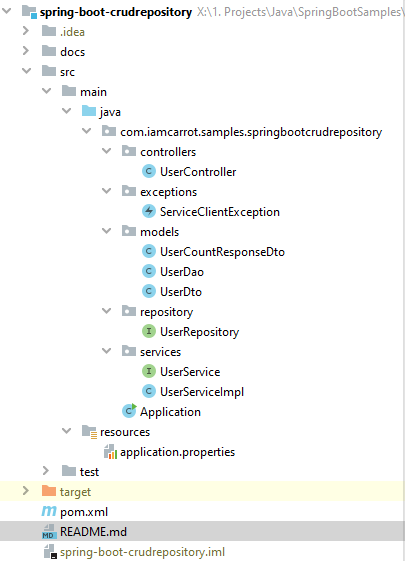 spring-boot-crudrepository X:\1. Projects\Java\SpringBootSamples\
.idea
docs
src
main
java
com.iamcarrot.samples.springbootcrudrepository
controllers
UserController
exceptions
ServiceClientException
models
UserCountResponseDto
UserDao
UserDto
repository
UserRepository
services
UserService
UserServiceImpl
Application
resources
application.properties
test
target
pom.xml
README.md
spring-boot-crudrepository.iml